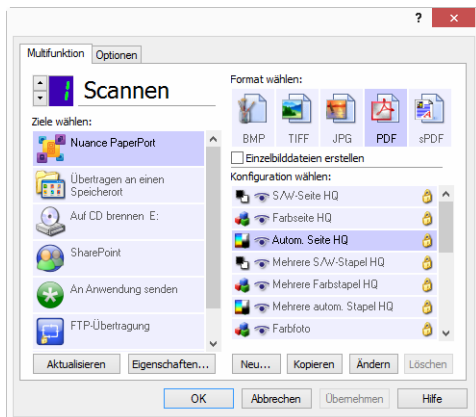 ?
Multifunktion Optionen
1 Scannen
Ziele wählen:
Nuance PaperPort
Übertragen an einen
Speicherort
Auf CD brennen E:
SharePoint
An Anwendung senden
FTP-Übertragung
Aktualisieren Eigenschaften...
Format wählen:
BMP TIFF JPG PDF sPDF
Einzelbilddateien erstellen
Konfiguration wählen:
S/W-Seite HQ
Farbseite HQ
Autom. Seite HQ
Mehrere S/W-Stapel HQ
Mehrere Farbstapel HQ
Mehrere autom. Stapel HQ
Farbfoto
Neu... Kopieren Ändern Löschen
OK Abbrechen Übernehmen Hilfe